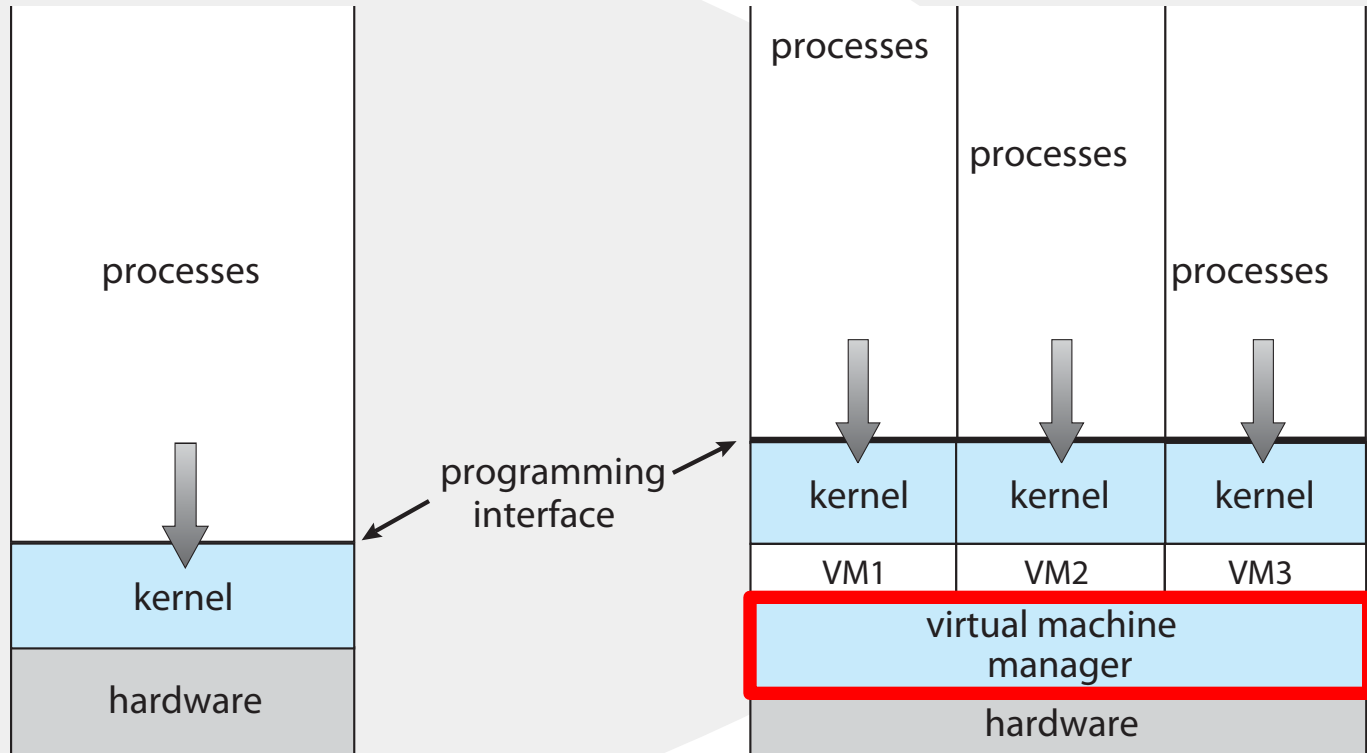 processes
kernel
hardware
programming
interface
processes
processes
processes
kernel
kernel
kernel
VM1
VM2
VM3
virtual machine
manager
hardware